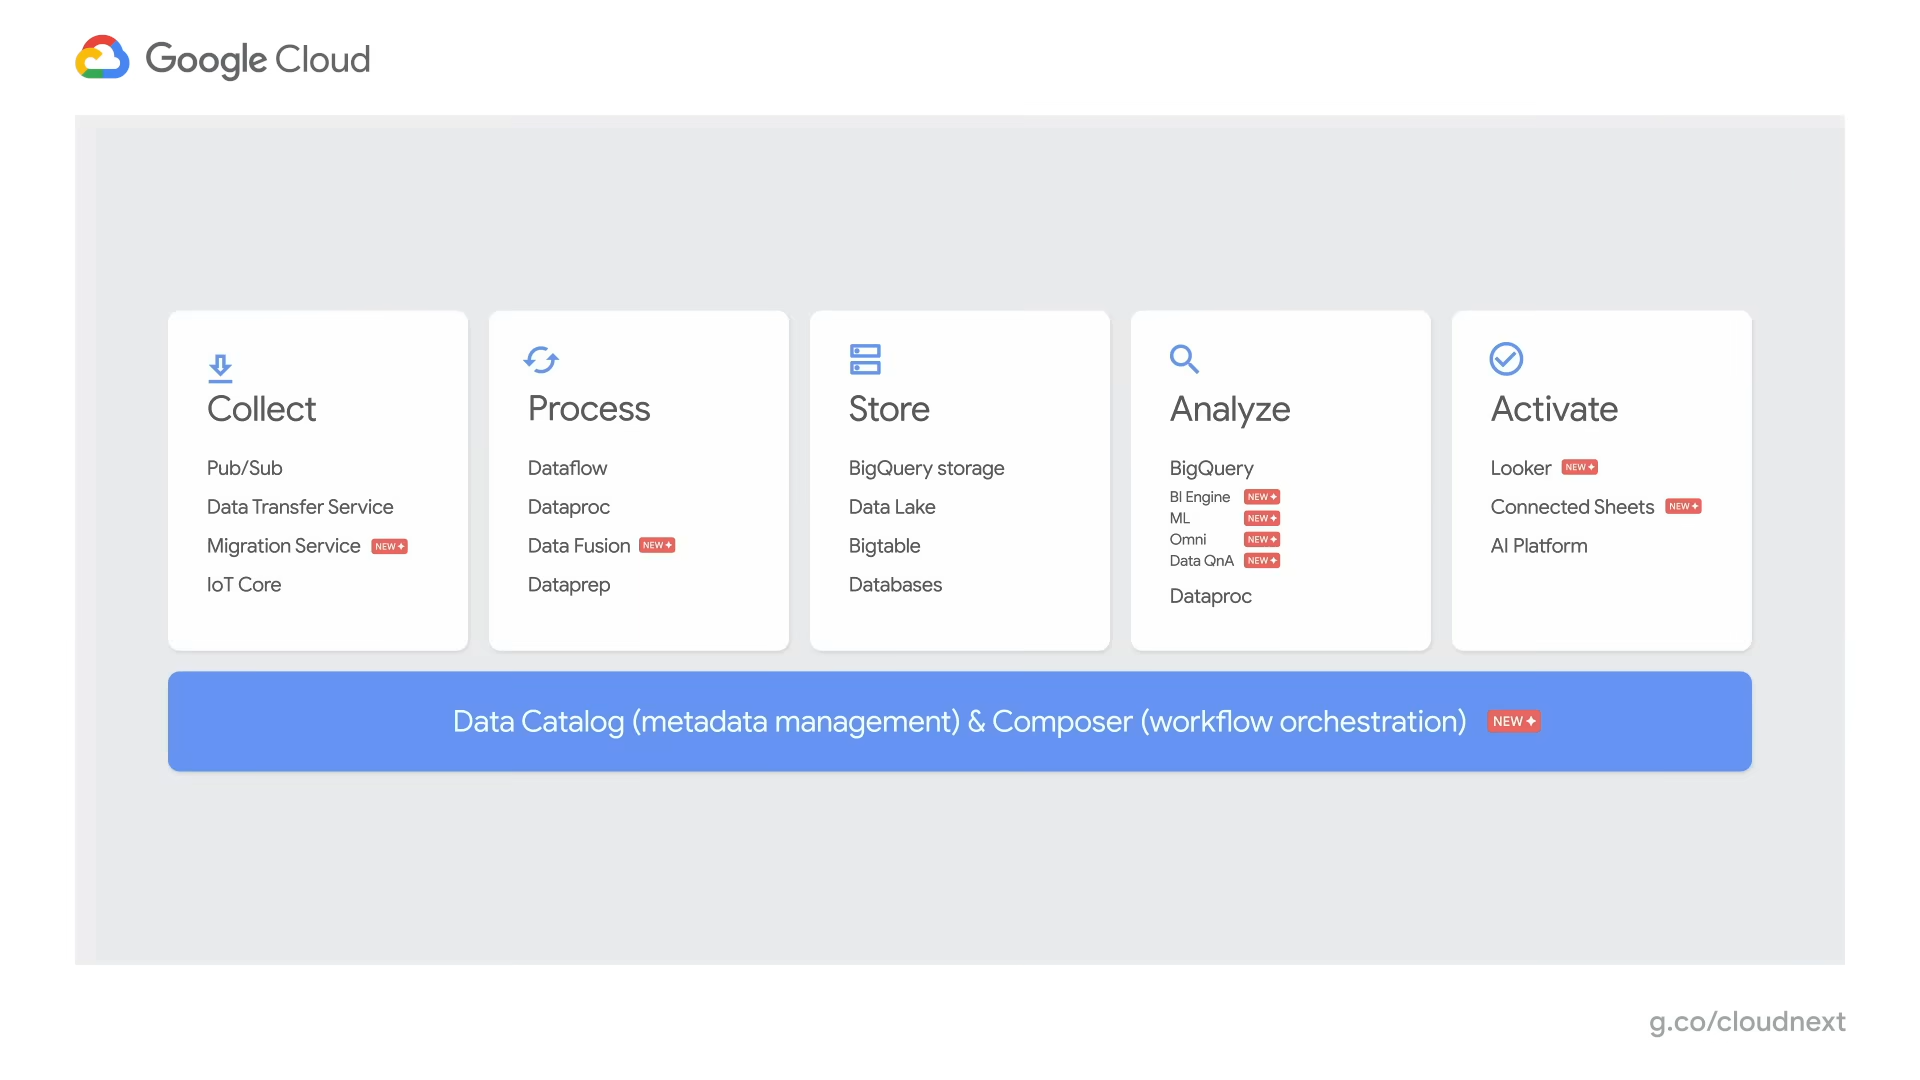 Google Cloud
Collect
Pub/Sub
Data Transfer Service
Migration Service NEW
IoT Core
Process
Dataflow
Dataproc
Data Fusion NEW
Dataprep
Store
BigQuery storage
Data Lake
Bigtable
Databases
Analyze
BigQuery
BI Engine NEW
ML NEW
Omni NEW
Data QnA NEW
Dataproc
Activate
Looker NEW
Connected Sheets NEW
AI Platform
Data Catalog (metadata management) & Composer (workflow orchestration) NEW
g.co/cloudnext